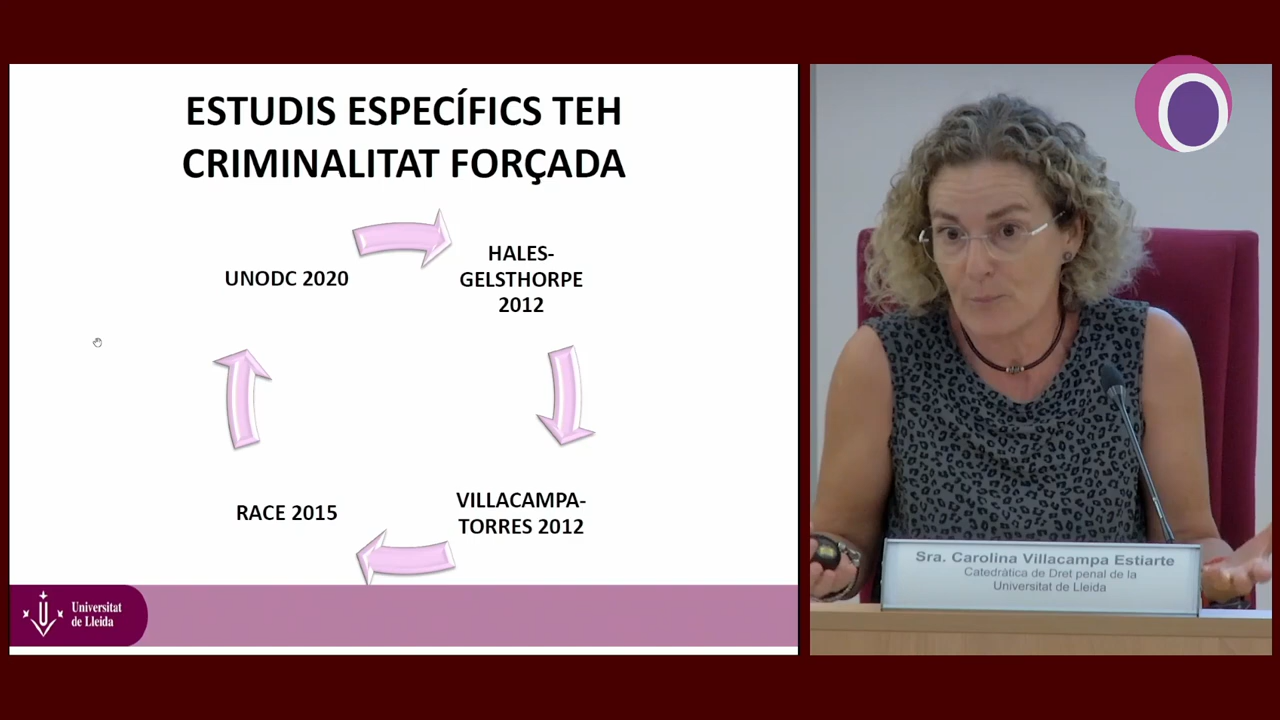 ESTUDIS ESPECÍFICS TEH
CRIMINALITAT FORÇADA
UNODC 2020
HALES-
GELSTHORPE
2012
VILLACAMPA-
TORRES 2012
RACE 2015
Universitat
de Lleida
Sra. Carolina Villacampa Estiarte
Catedràtica de Dret penal de la
Universitat de Lleida